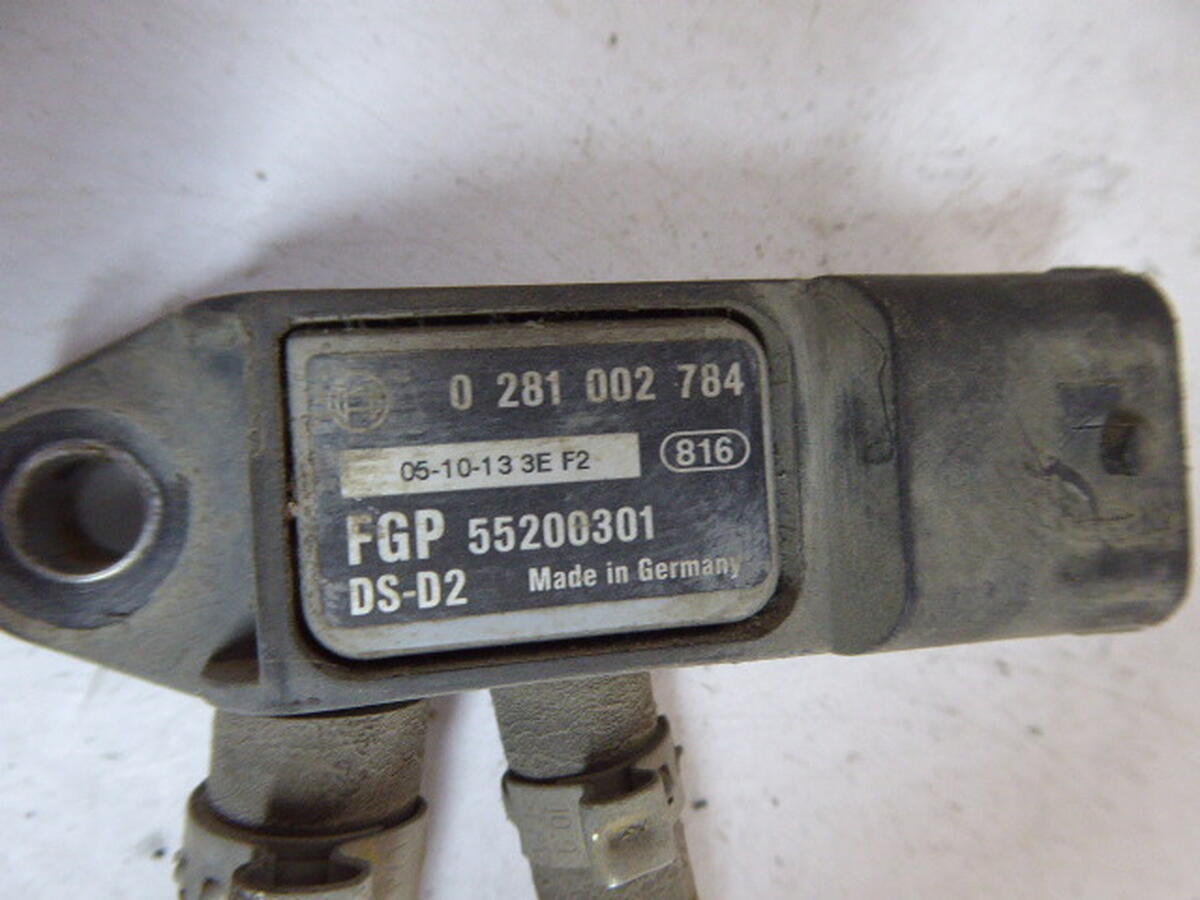 0 281 002 784
05-10-13 3E F2 816
FGP 55200301
DS-D2 Made in Germany